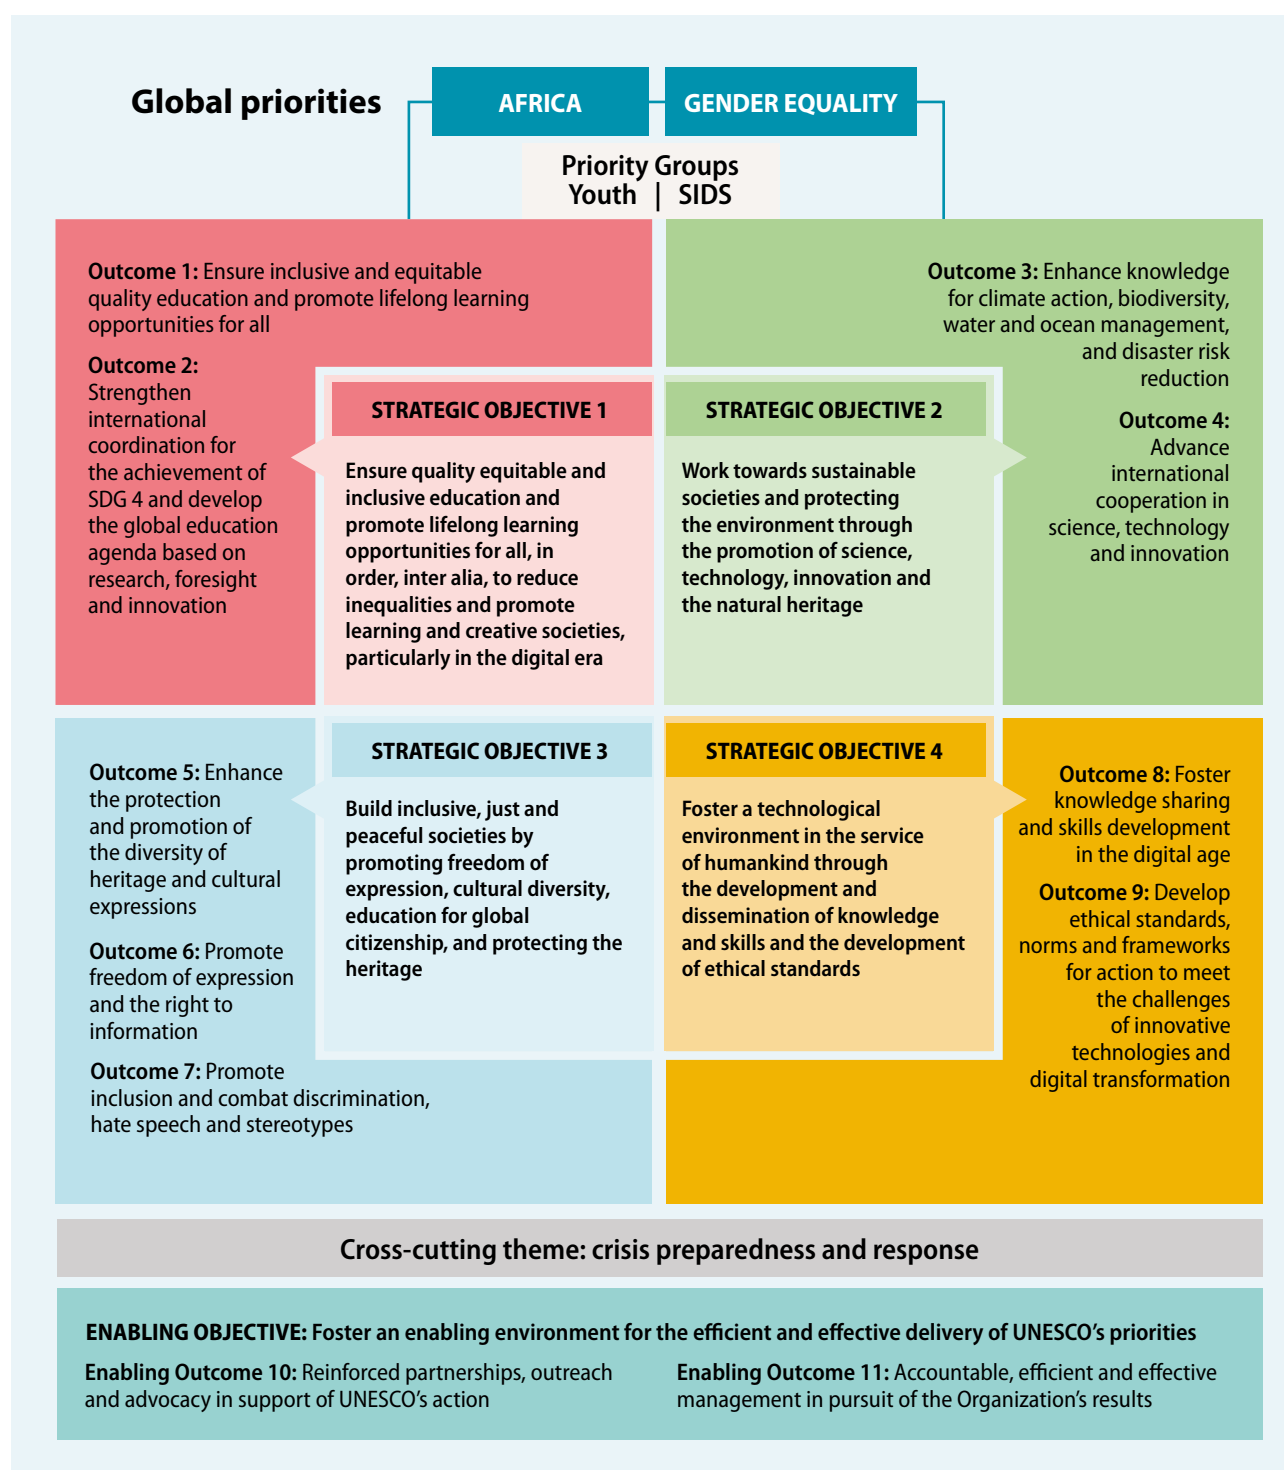 Global priorities
AFRICA
GENDER EQUALITY
Priority Groups
Youth | SIDS
Outcome 1: Ensure inclusive and equitable
quality education and promote lifelong learning
opportunities for all
Outcome 2:
Strengthen
international
coordination for
the achievement of
SDG 4 and develop
the global education
agenda based on
research, foresight
and innovation
STRATEGIC OBJECTIVE 1
Ensure quality equitable and
inclusive education and
promote lifelong learning
opportunities for all, in
order, inter alia, to reduce
inequalities and promote
learning and creative societies,
particularly in the digital era
STRATEGIC OBJECTIVE 2
Work towards sustainable
societies and protecting
the environment through
the promotion of science,
technology, innovation and
the natural heritage
Outcome 3: Enhance knowledge
for climate action, biodiversity,
water and ocean management,
and disaster risk
reduction
Outcome 4:
Advance
international
cooperation in
science, technology
and innovation
Outcome 5: Enhance
the protection
and promotion of
the diversity of
heritage and cultural
expressions
Outcome 6: Promote
freedom of expression
and the right to
information
Outcome 7: Promote
inclusion and combat discrimination,
hate speech and stereotypes
STRATEGIC OBJECTIVE 3
Build inclusive, just and
peaceful societies by
promoting freedom of
expression, cultural diversity,
education for global
citizenship, and protecting the
heritage
STRATEGIC OBJECTIVE 4
Foster a technological
environment in the service
of humankind through
the development and
dissemination of knowledge
and skills and the development
of ethical standards
Outcome 8: Foster
knowledge sharing
and skills development
in the digital age
Outcome 9: Develop
ethical standards,
norms and frameworks
for action to meet
the challenges
of innovative
technologies and
digital transformation
Cross-cutting theme: crisis preparedness and response
ENABLING OBJECTIVE: Foster an enabling environment for the efficient and effective delivery of UNESCO’s priorities
Enabling Outcome 10: Reinforced partnerships, outreach
and advocacy in support of UNESCO’s action
Enabling Outcome 11: Accountable, efficient and effective
management in pursuit of the Organization’s results